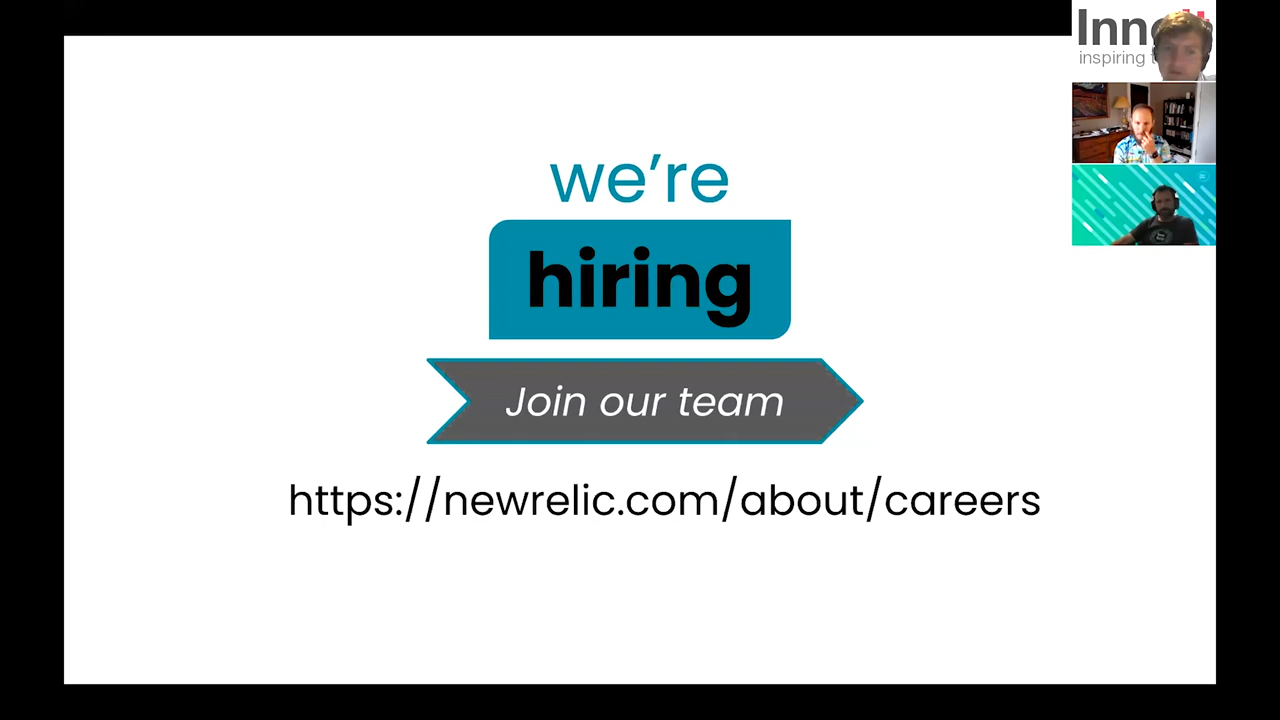 we're
hiring
Join our team
https://newrelic.com/about/careers
inspiring